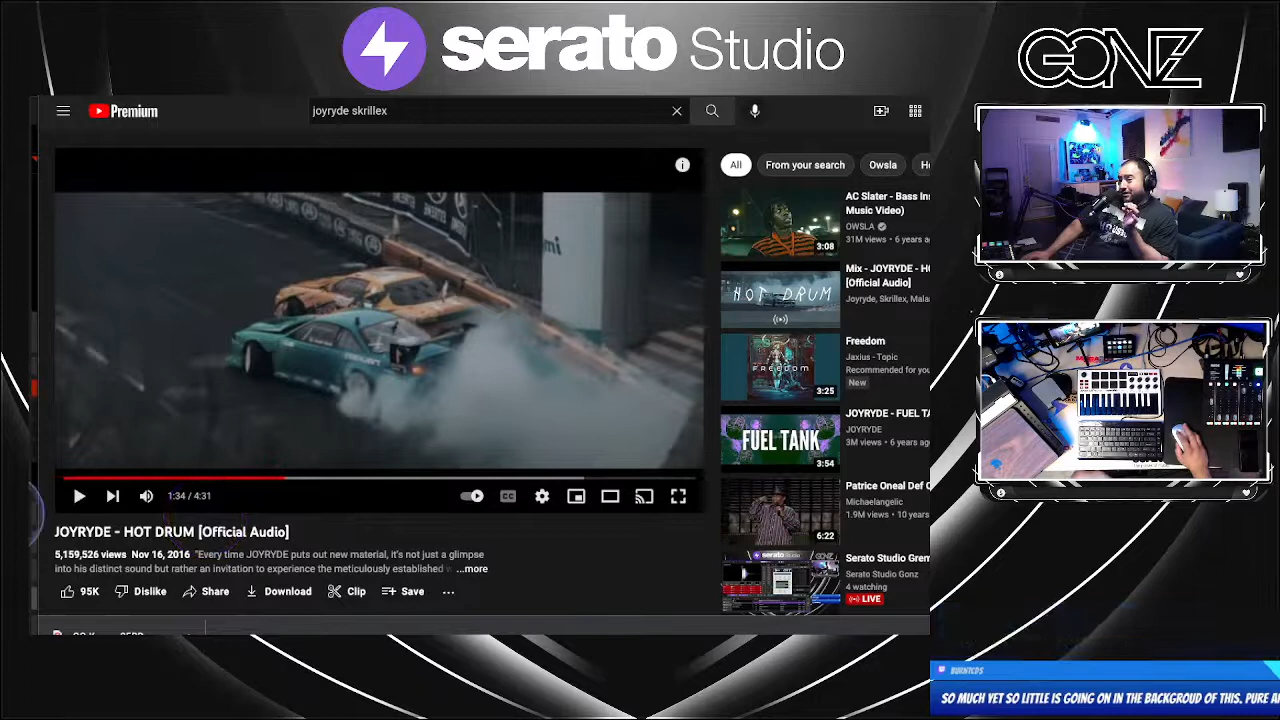 serato Studio
GONZ
Premium
joyryde skrillex
All
From your search
Owsla
AC Slater - Bass Ins
Music Video)
OWSLA
31M views • 6 years ag
3:08
HOT DRUM
Mix - JOYRYDE - HO
[Official Audio]
Joyryde, Skrillex, Mala
FREEDOM
3:25
Freedom
Jaxius - Topic
Recommended for you
New
FUEL TANK
3:54
JOYRYDE - FUEL TA
JOYRYDE
3M views • 6 years ag
6:22
Patrice Oneal Def C
Michaelangelic
1.9M views • 10 years
Serato Studio Grem
Serato Studio Gonz
4 watching
LIVE
1:34 / 4:31
CC
JOYRYDE - HOT DRUM [Official Audio]
5,159,526 views Nov 16, 2016 "Every time JOYRYDE puts out new material, it's not just a glimpse
into his distinct sound but rather an invitation to experience the meticulously established
...more
95K
Dislike
Share
Download
Clip
Save
BURNTCDS
SO MUCH YET SO LITTLE IS GOING ON IN THE BACKGROUD OF THIS. PURE A